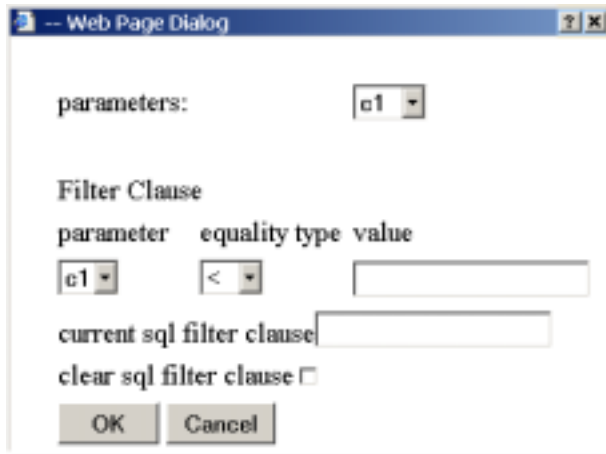 -- Web Page Dialog
parameters: c1
Filter Clause
parameter equality type value
c1 <
current sql filter clause
clear sql filter clause
OK Cancel